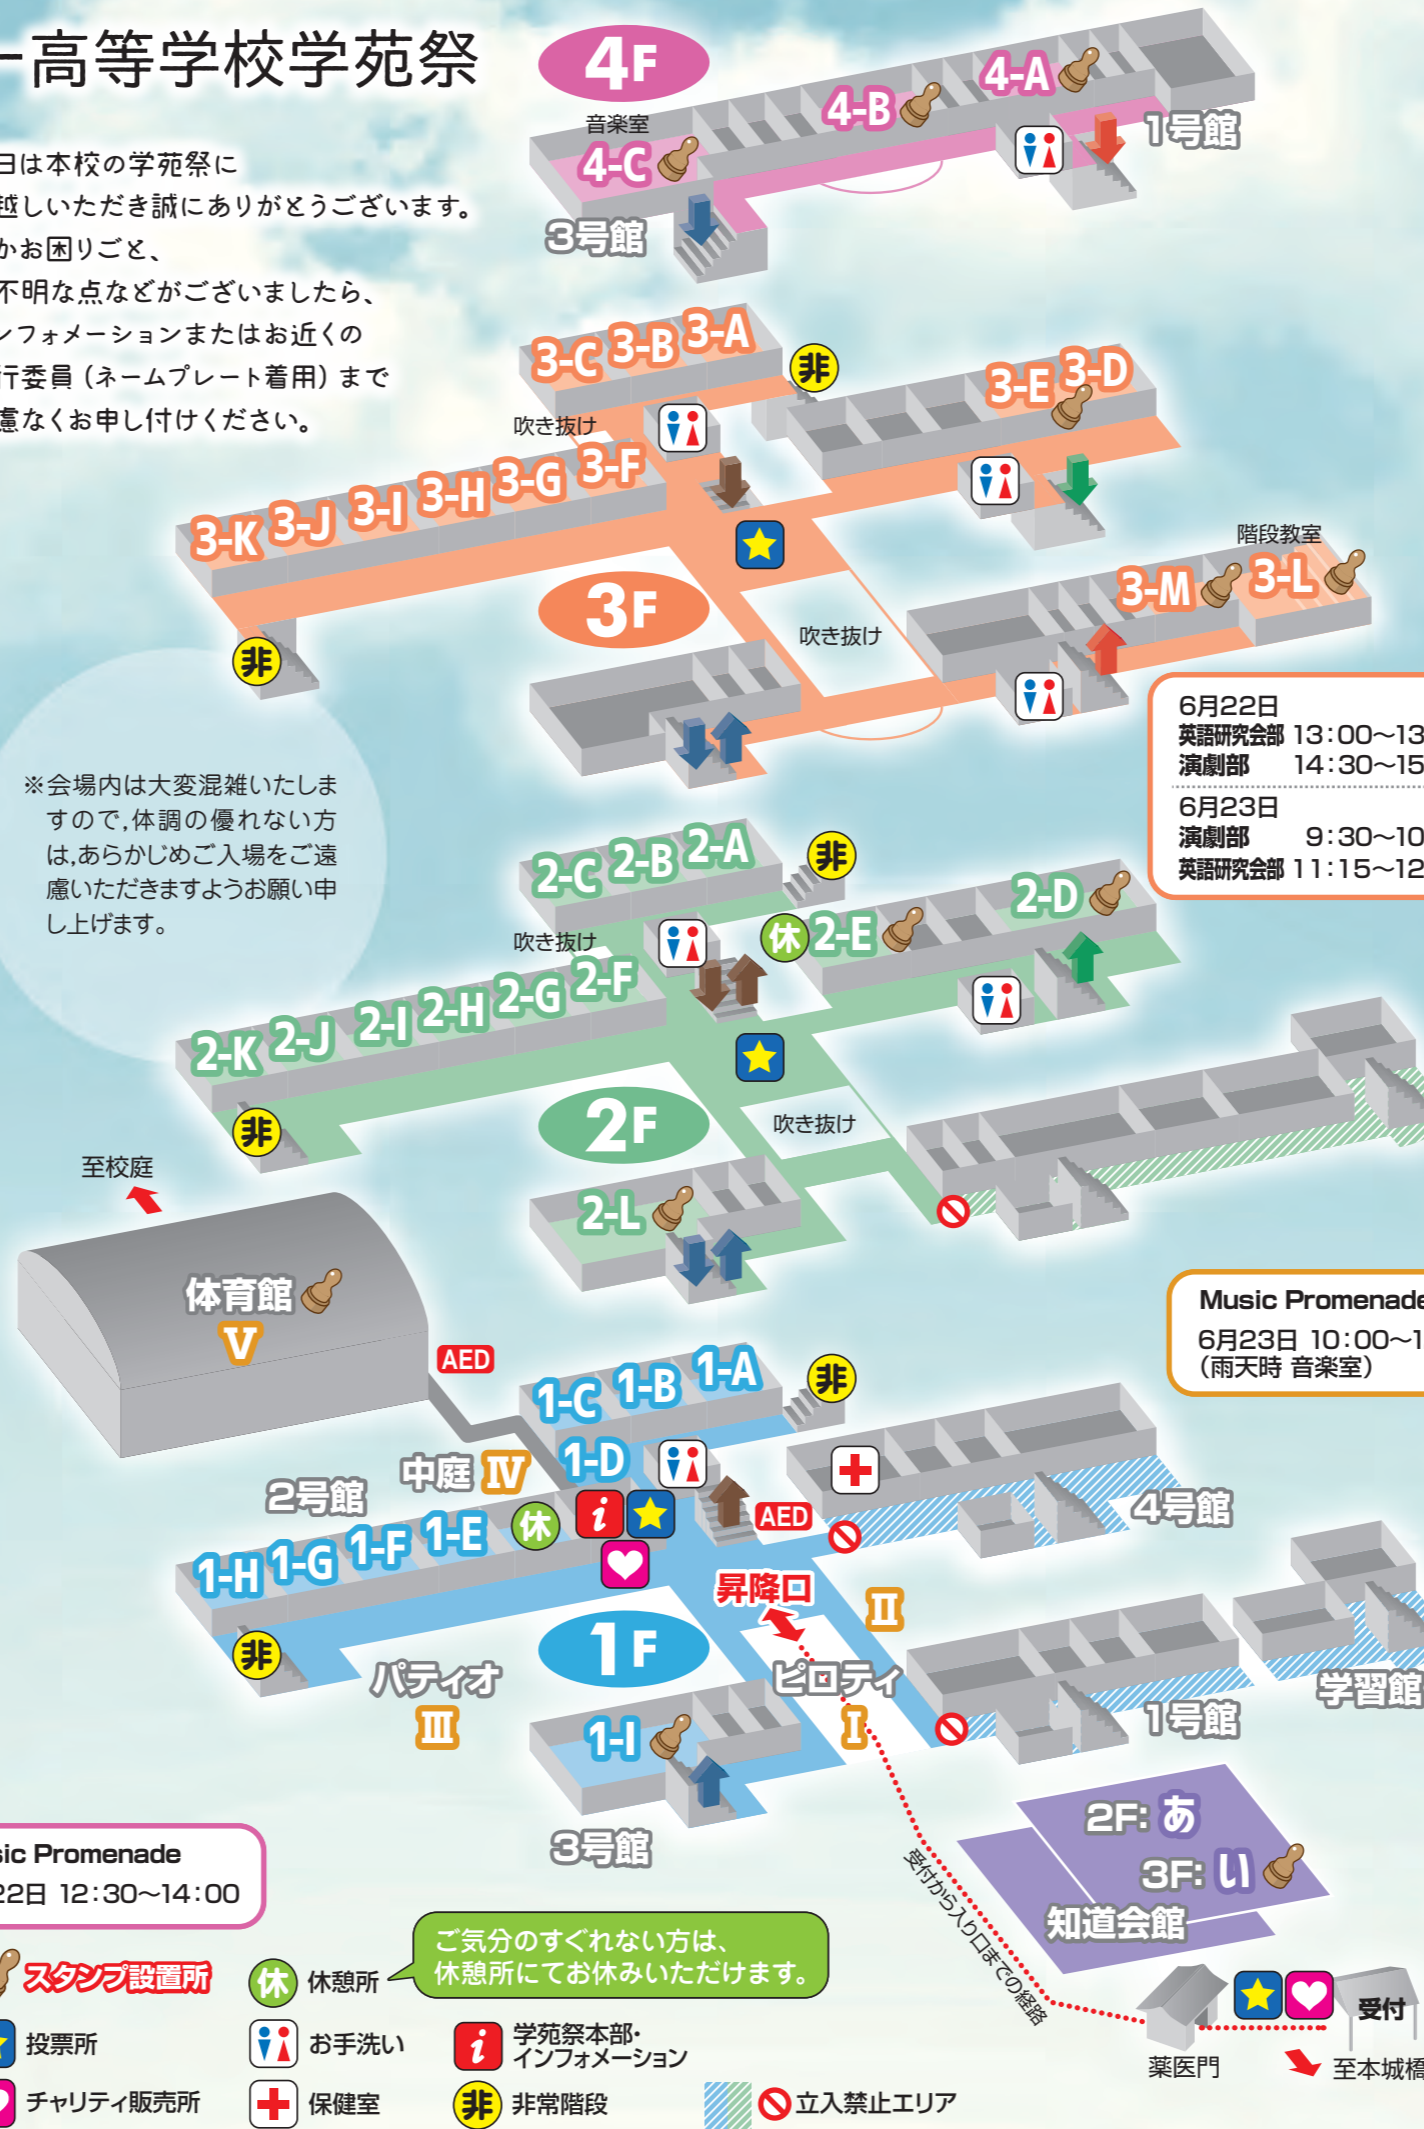 一高等学校学苑祭
日は本校の学苑祭に
越しいただき誠にありがとうございます。
かお困りごと、
不明な点などがございましたら、
ンフォメーションまたはお近くの
行委員（ネームプレート着用）まで
慮なくお申し付けください。
4F
4-A
4-B
音楽室
4-C
1号館
3号館
3-A
3-B
3-C
非
3-D
3-E
吹き抜け
3-F
3-G
3-H
3-I
3-J
3-K
階段教室
3-L
3-M
3F
吹き抜け
非
6月22日
英語研究会部 13:00～13
演劇部 14:30～15
6月23日
演劇部 9:30～10
英語研究会部 11:15～12
※会場内は大変混雑いたしま
すので,体調の優れない方
は,あらかじめご入場をご遠
慮いただきますようお願い申
し上げます。
2-A
2-B
2-C
非
2-D
休
2-E
吹き抜け
2-F
2-G
2-H
2-I
2-J
2-K
2F
吹き抜け
非
2-L
至校庭
体育館
V
AED
Music Promenade
6月23日 10:00～1
（雨天時 音楽室）
1-A
1-B
1-C
非
1-D
中庭 IV
2号館
休
i
AED
4号館
1-E
1-F
1-G
1-H
昇降口
II
非
1F
パティオ
III
ピロティ
I
学習館
1号館
1-I
3号館
2F: あ
3F: い
知道会館
受付から入り口までの経路
sic Promenade
22日 12:30～14:00
ご気分のすぐれない方は、
休憩所にてお休みいただけます。
スタンプ設置所
休 休憩所
受付
投票所
お手洗い
i 学苑祭本部・
インフォメーション
薬医門
至本城橋
チャリティ販売所
保健室
非 非常階段
立入禁止エリア